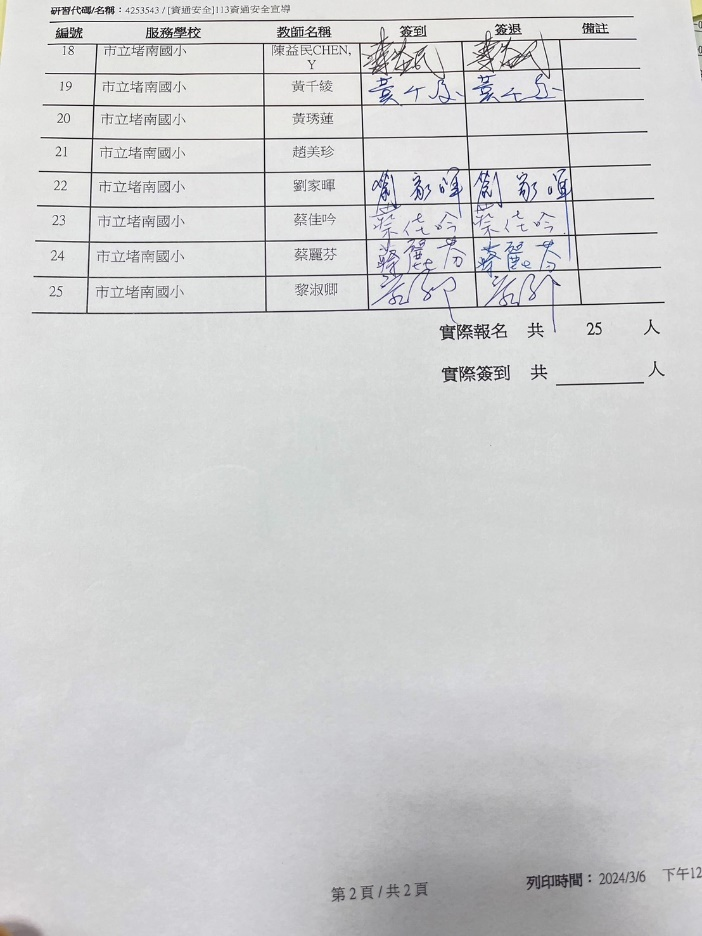 研習代碼/名稱：4253543 / [資通安全]113資通安全宣導
編號 服務學校 教師名稱 簽到 簽退 備註
18 市立堵南國小 陳益民CHEN,
Y
19 市立堵南國小 黃千綾 黃千 黃千
20 市立堵南國小 黃琇蓮
21 市立堵南國小 趙美珍
22 市立堵南國小 劉家暉 劉家暉 劉家暉
23 市立堵南國小 蔡佳吟 蔡佳吟 蔡佳吟
24 市立堵南國小 蔡麗芬 蔡麗芬 蔡麗芬
25 市立堵南國小 黎淑卿
實際報名 共 25 人
實際簽到 共 人
第 2 頁 / 共 2 頁
列印時間：2024/3/6 下午12